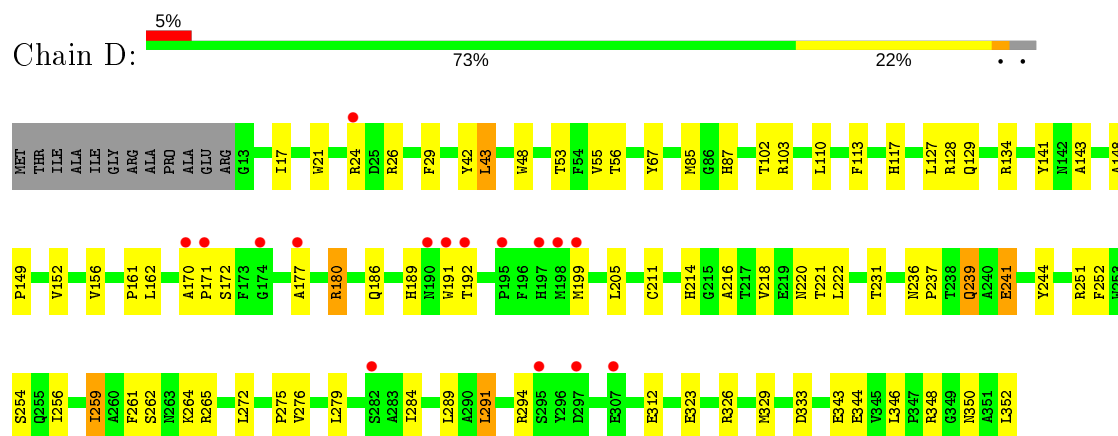 5%
Chain D:
73% 22% • •
MET THR ILE ALA ALA ILE GLY ARG ALA ALA PRO ALA GLU ARG G13 I17 W21 R24 D25 R26 F29 Y42 L43 W48 T53 F54 V55 T56 Y67 M85 G86 H87 T102 R103 L110 F113 H117 L127 R128 Q129 R134 Y141 N142 A143 A148
P149 V152 V156 P161 L162 A170 P171 S172 F173 G174 A177 R180 Q186 H189 N190 W191 T192 P195 F196 H197 M198 M199 L205 C211 H214 G215 A216 T217 V218 E219 N220 T221 L222 T231 N236 P237 T238 Q239 A240 E241 Y244 R251 F252 W253
S254 Q255 I256 I259 A260 F261 S262 N263 K264 R265 L272 P275 V276 L279 S282 A283 I284 L289 A290 L291 R294 S295 Y296 D297 E307 E312 E323 R326 M329 D333 E343 E344 V345 L346 P347 R348 G349 N350 A351 L352